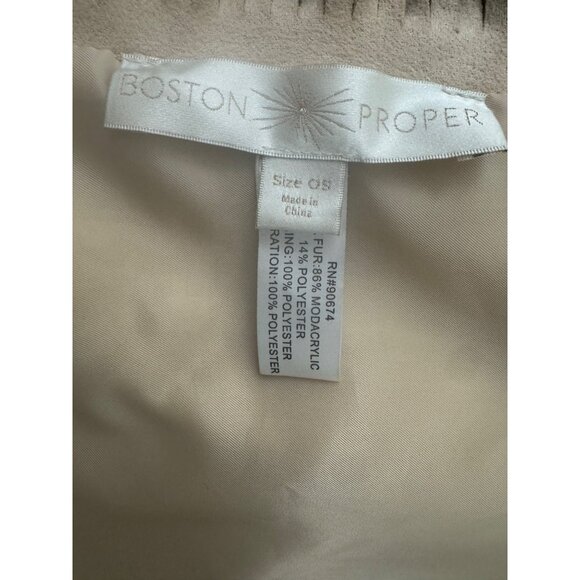 BOSTON PROPER
Size OS
Made in
China
RN#90674
FUR:86% MODACRYLIC
14% POLYESTER
ING:100% POLYESTER
RATION:100% POLYESTER